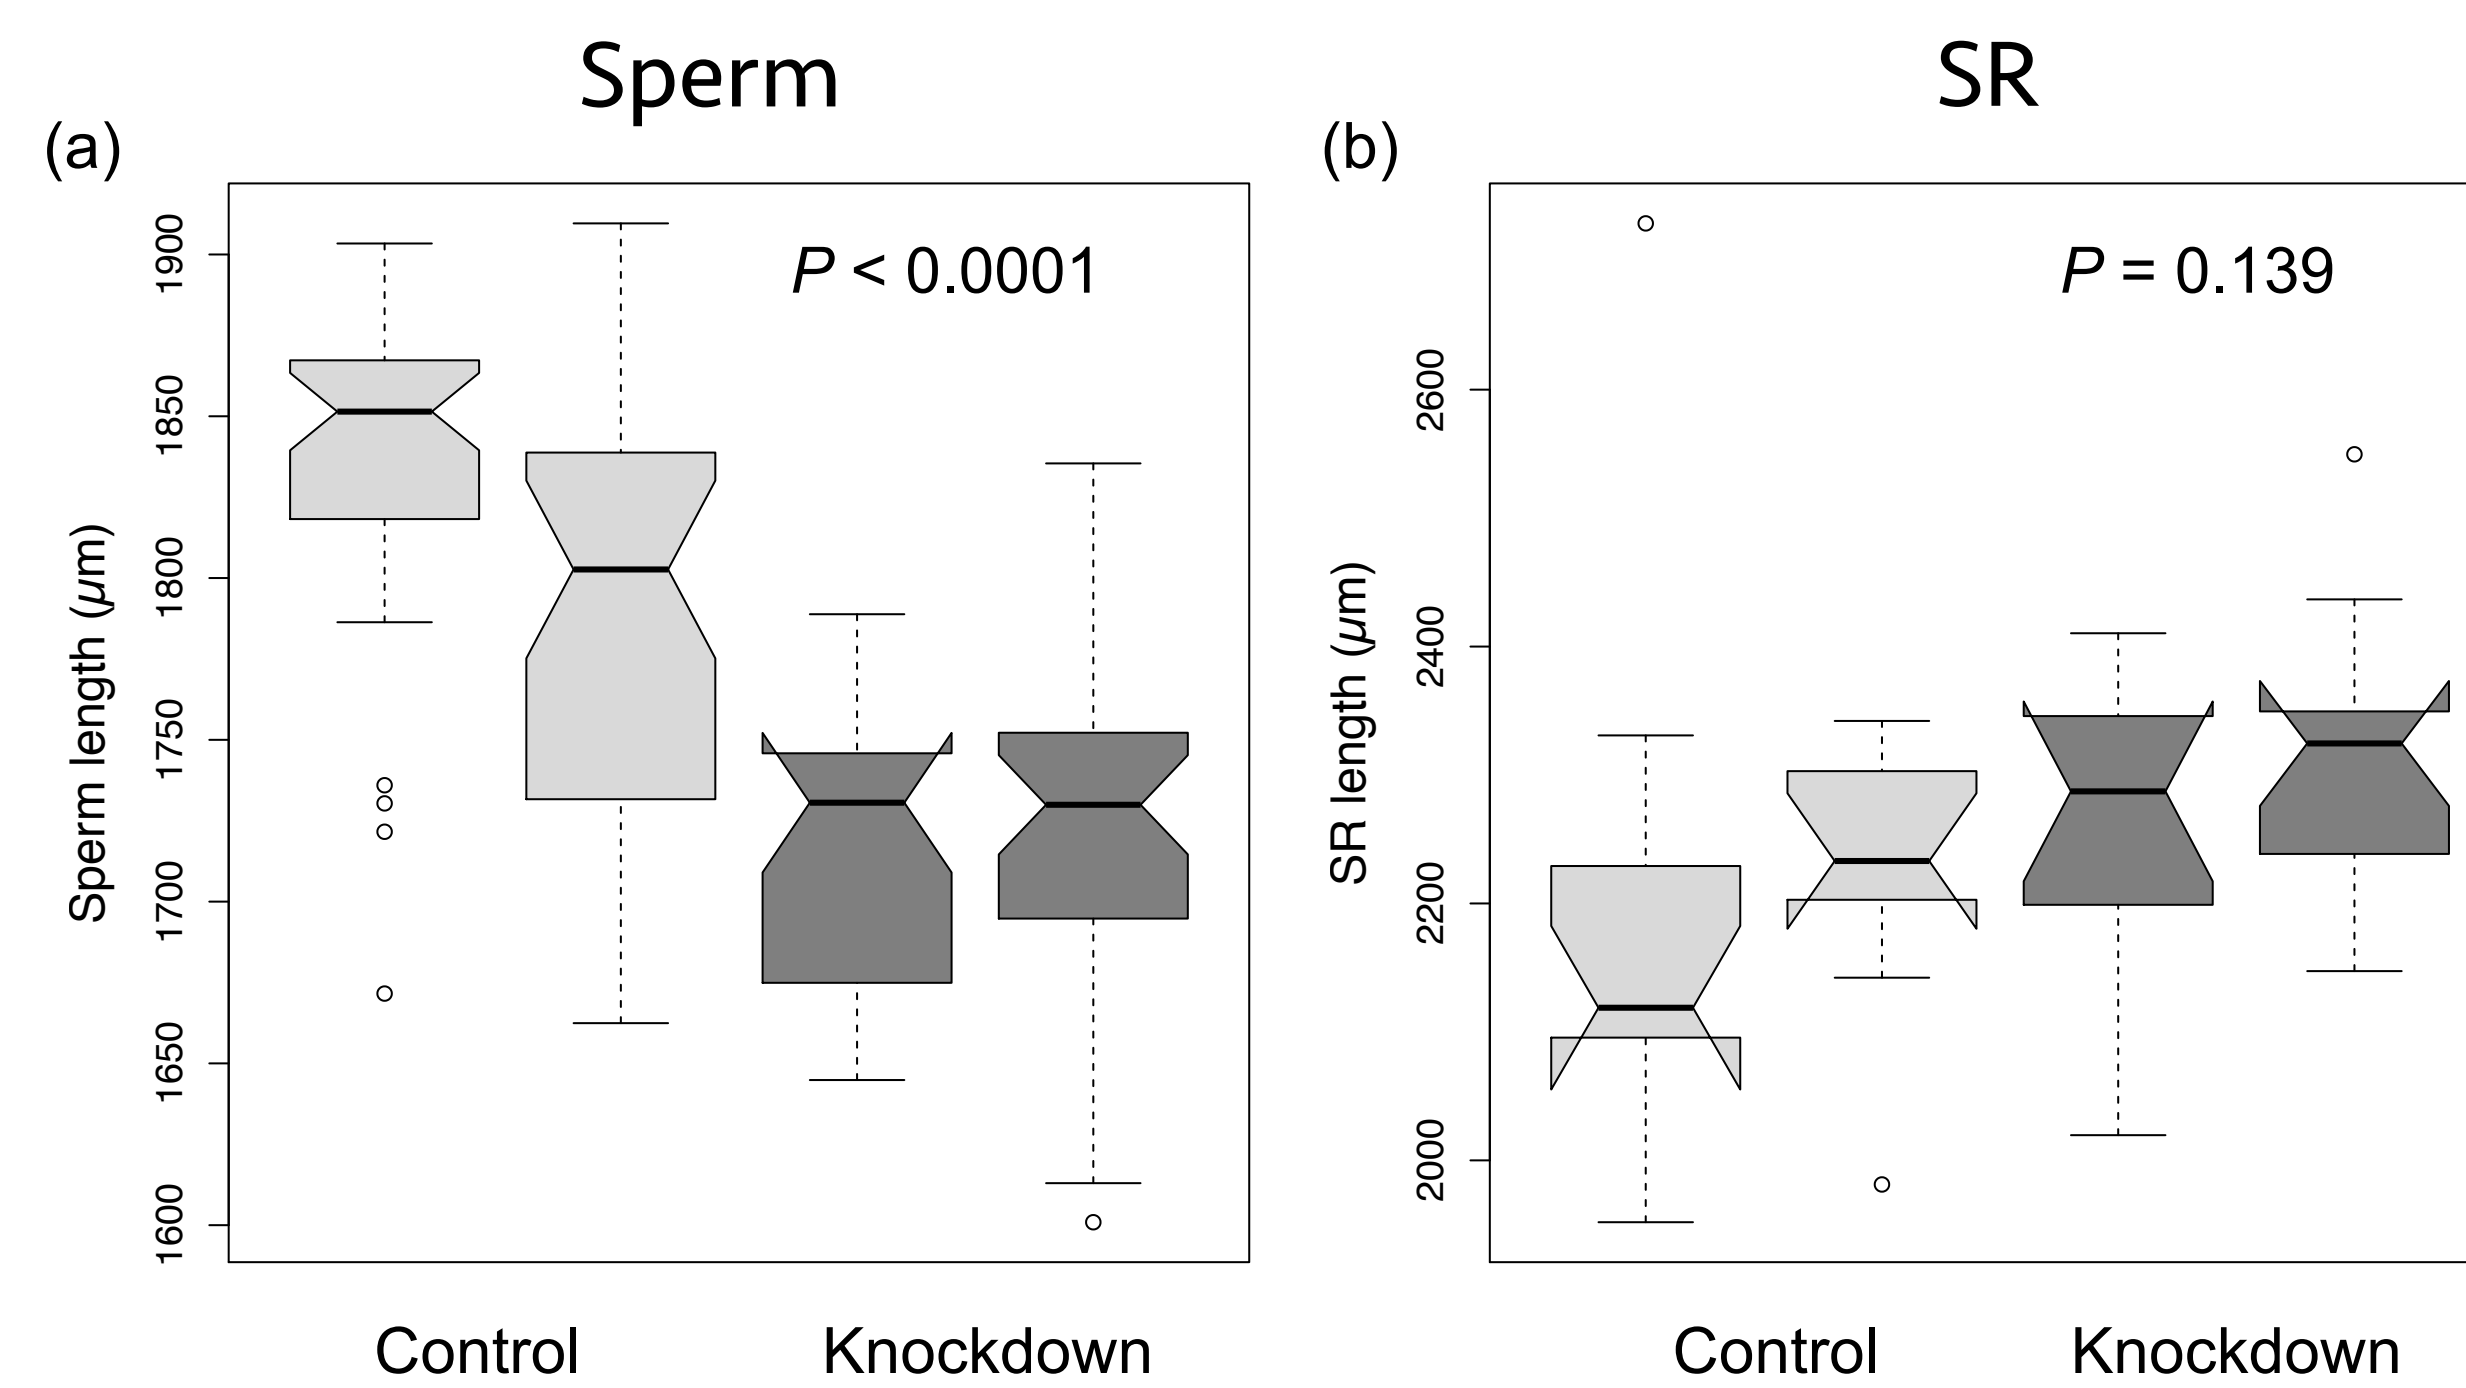 Sperm
SR
(a)
(b)
P < 0.0001
P = 0.139
Sperm length (µm)
1900
1850
1800
1750
1700
1650
1600
SR length (µm)
2600
2400
2200
2000
Control
Knockdown
Control
Knockdown